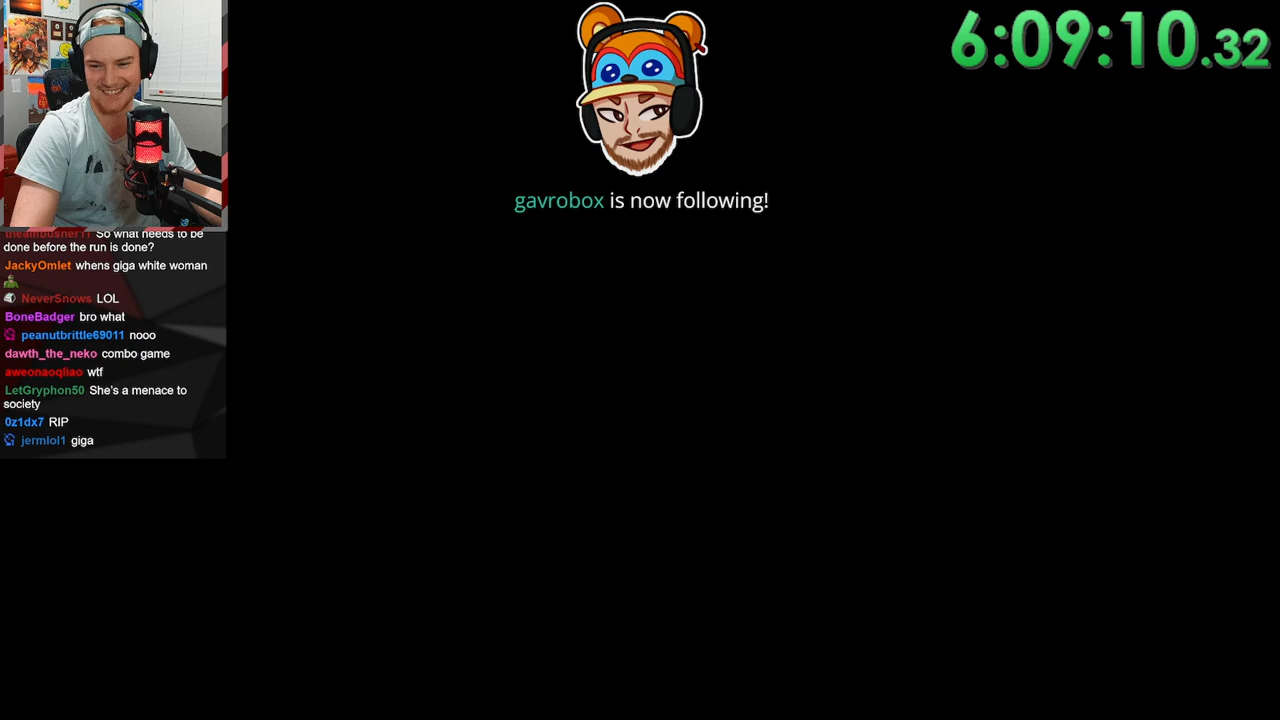 6:09:10.32
gavrobox is now following!
theambusher11 So what needs to be
done before the run is done?
JackyOmlet whens giga white woman
NeverSnows LOL
BoneBadger bro what
peanutbrittle69011 nooo
dawth_the_neko combo game
aweonaoqliao wtf
LetGryphon50 She's a menace to
society
0z1dx7 RIP
jermlol1 giga